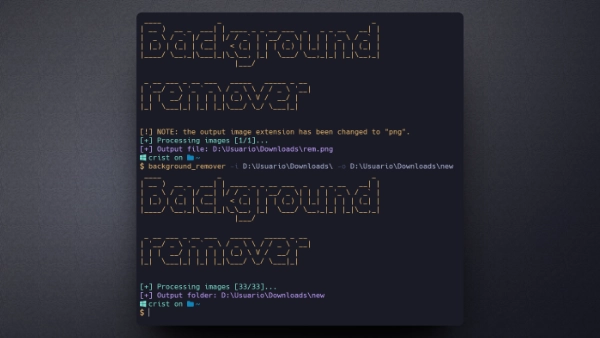 Background
remover
[!] NOTE: the output image extension has been changed to "png".
[+] Processing images [1/1]...
[+] Output file: D:\Usuario\Downloads\rem.png
crist on ~
$ background_remover -i D:\Usuario\Downloads\ -o D:\Usuario\Downloads\new
Background
remover
[+] Processing images [33/33]...
[+] Output folder: D:\Usuario\Downloads\new
crist on ~
$